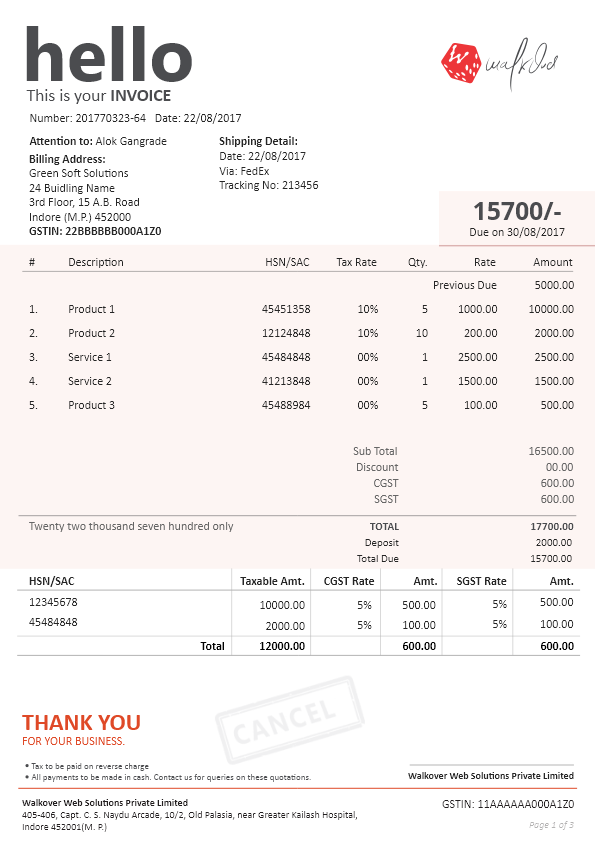 hello
This is your INVOICE
walkover
Number: 201770323-64 Date: 22/08/2017
Attention to: Alok Gangrade
Billing Address:
Green Soft Solutions
24 Buidling Name
3rd Floor, 15 A.B. Road
Indore (M.P.) 452000
GSTIN: 22BBBBBB000A1Z0
Shipping Detail:
Date: 22/08/2017
Via: FedEx
Tracking No: 213456
15700/-
Due on 30/08/2017
# Description HSN/SAC Tax Rate Qty. Rate Amount
Previous Due 5000.00
1. Product 1 45451358 10% 5 1000.00 10000.00
2. Product 2 12124848 10% 10 200.00 2000.00
3. Service 1 45484848 00% 1 2500.00 2500.00
4. Service 2 41213848 00% 1 1500.00 1500.00
5. Product 3 45488984 00% 5 100.00 500.00
Sub Total 16500.00
Discount 00.00
CGST 600.00
SGST 600.00
Twenty two thousand seven hundred only TOTAL 17700.00
Deposit 2000.00
Total Due 15700.00
HSN/SAC Taxable Amt. CGST Rate Amt. SGST Rate Amt.
12345678 10000.00 5% 500.00 5% 500.00
45484848 2000.00 5% 100.00 5% 100.00
Total 12000.00 600.00 600.00
CANCEL
THANK YOU
FOR YOUR BUSINESS.
• Tax to be paid on reverse charge
• All payments to be made in cash. Contact us for queries on these quotations.
Walkover Web Solutions Private Limited
Walkover Web Solutions Private Limited
405-406, Capt. C. S. Naydu Arcade, 10/2, Old Palasia, near Greater Kailash Hospital,
Indore 452001(M. P.)
GSTIN: 11AAAAAA000A1Z0
Page 1 of 3